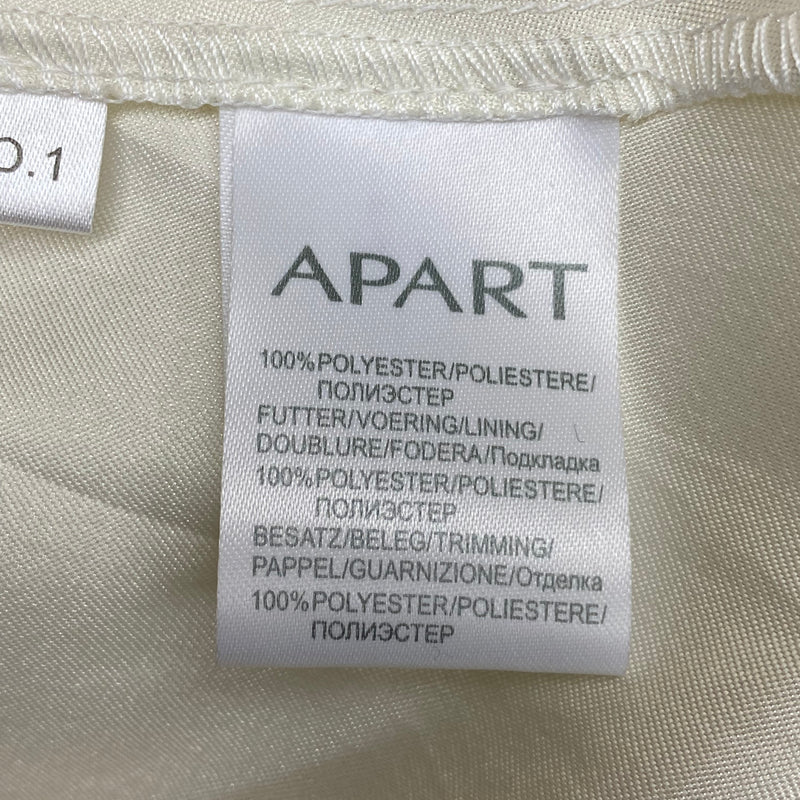 O.1
APART
100% POLYESTER/POLIESTERE/
ПОЛИЭСТЕР
FUTTER/VOERING/LINING/
DOUBLURE/FODERA/Подкладка
100% POLYESTER/POLIESTERE/
ПОЛИЭСТЕР
BESATZ/BELEG/TRIMMING/
PAPPEL/GUARNIZIONE/Отделка
100% POLYESTER/POLIESTERE/
ПОЛИЭСТЕР